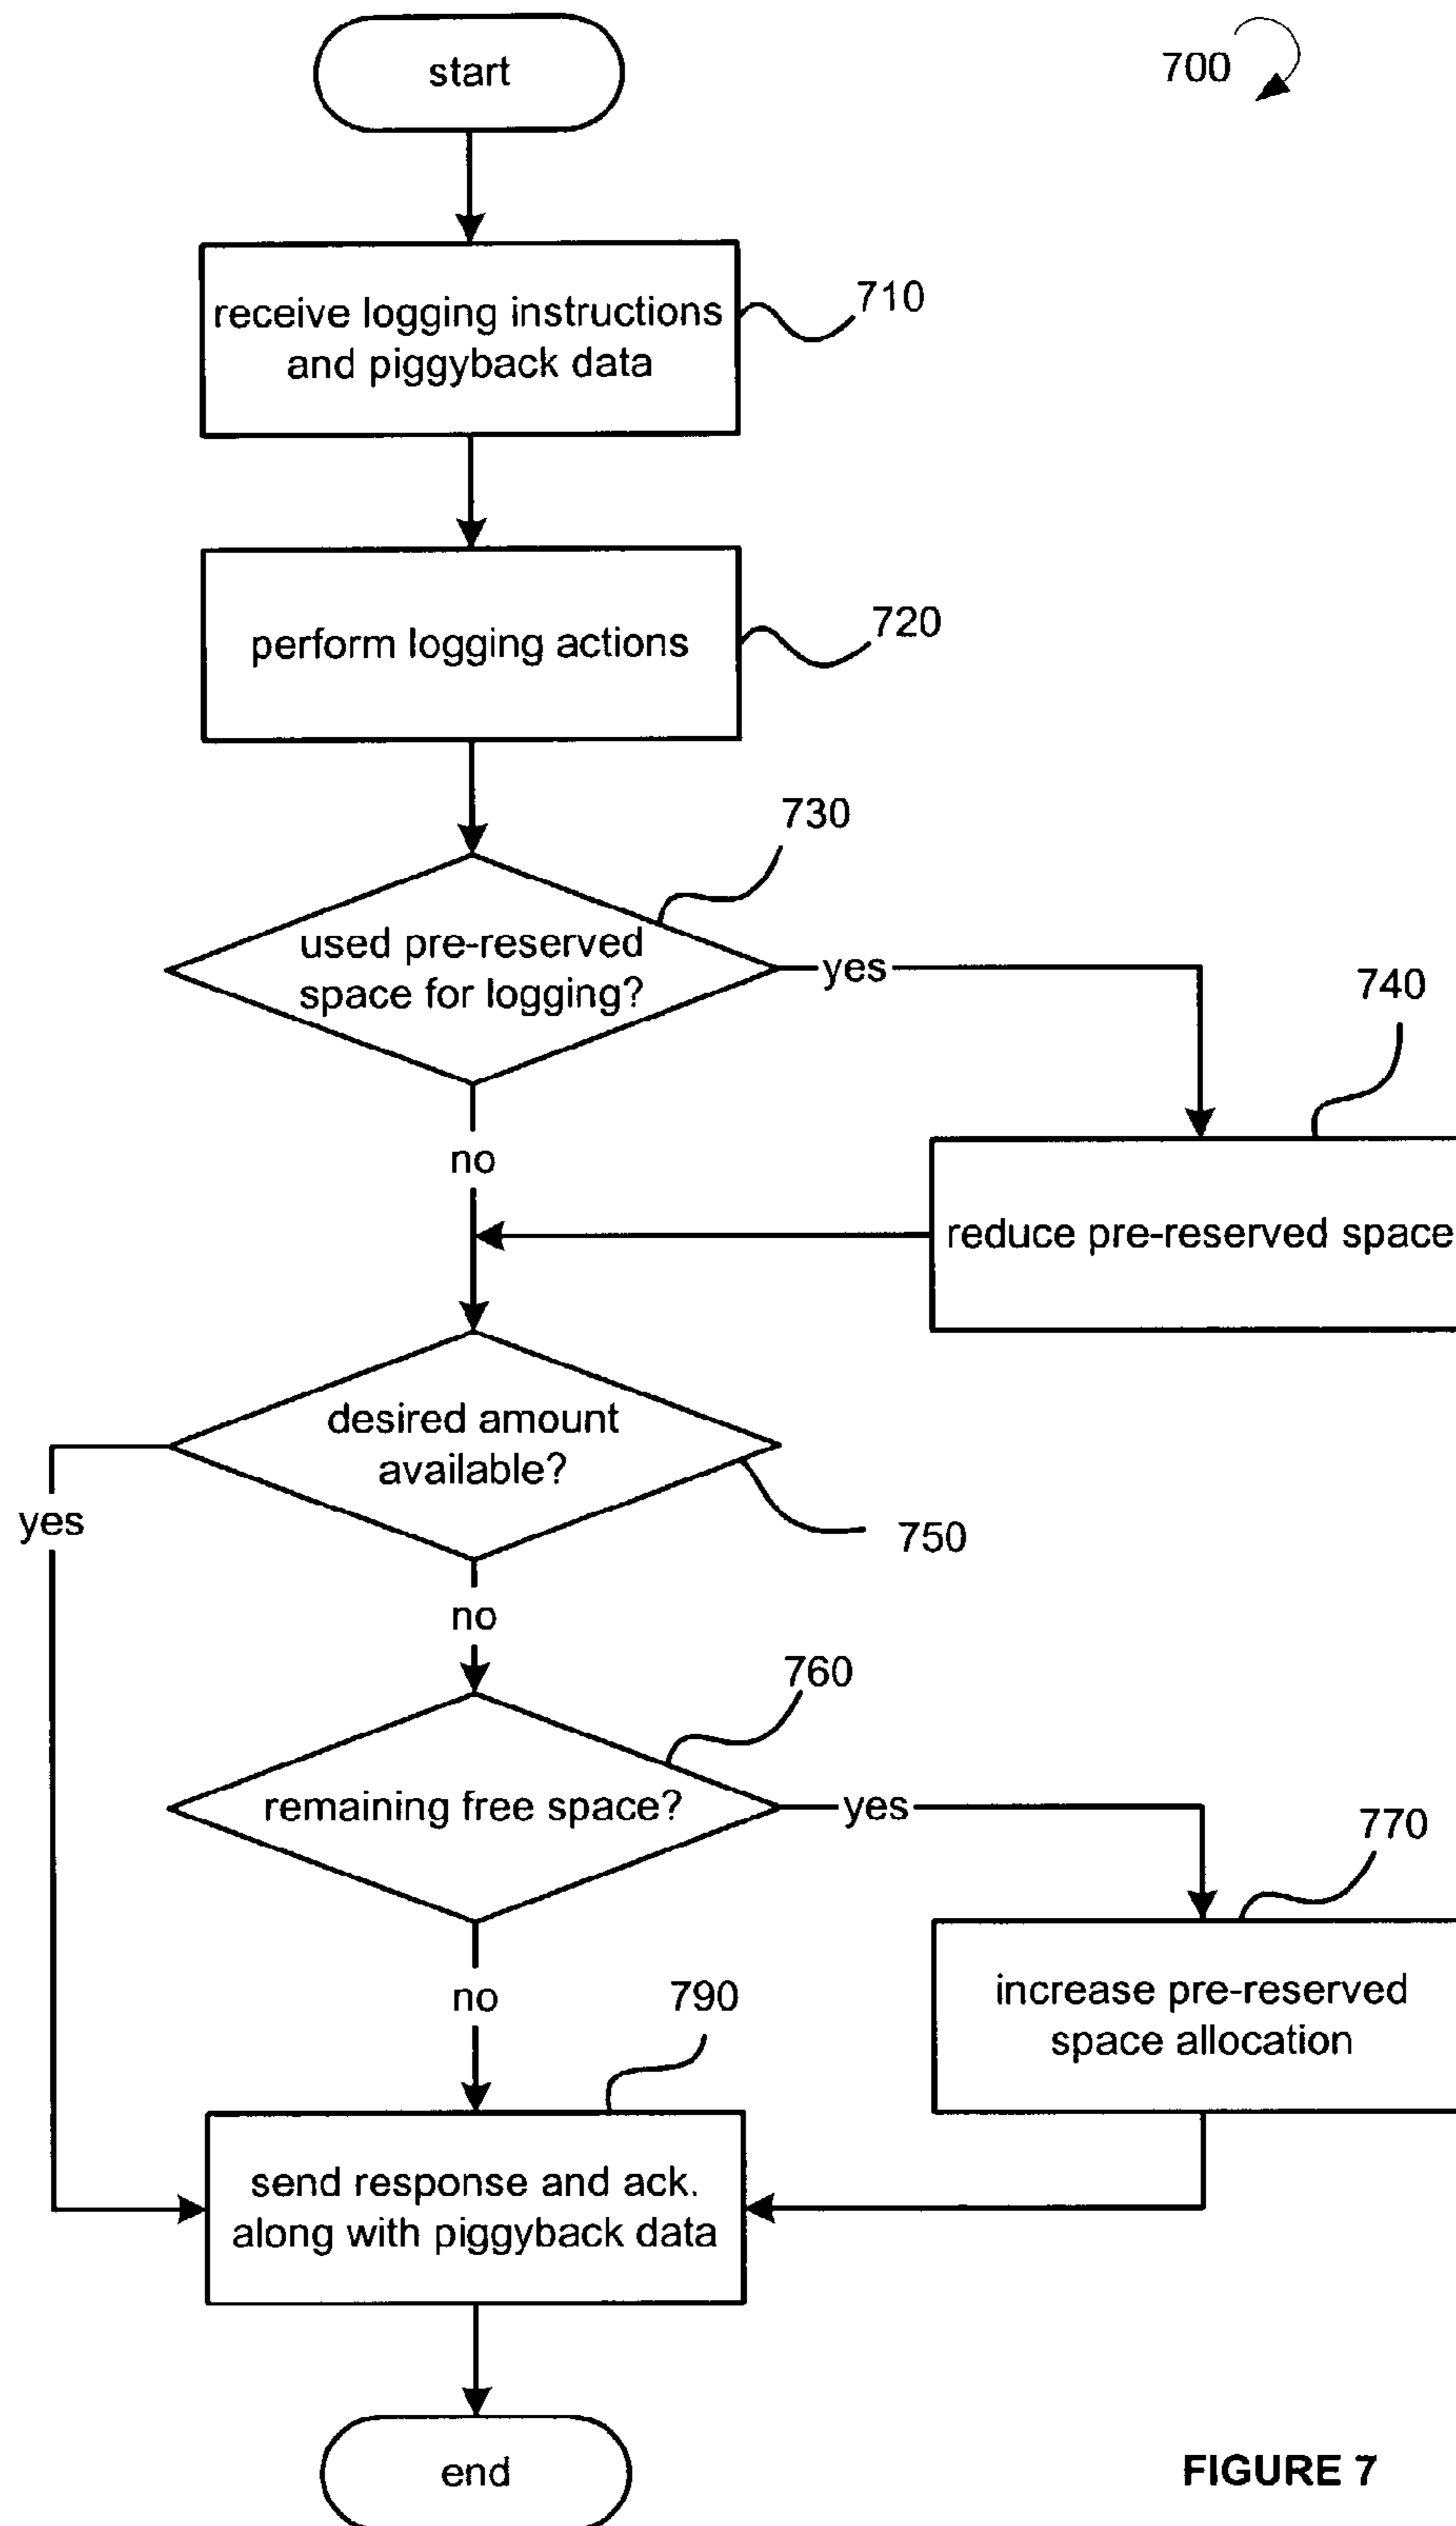 start
700
receive logging instructions
and piggyback data
710
perform logging actions
720
730
used pre-reserved
space for logging?
yes
740
no
reduce pre-reserved space
desired amount
available?
yes
750
no
760
remaining free space?
yes
770
increase pre-reserved
space allocation
no
790
send response and ack.
along with piggyback data
end
FIGURE 7